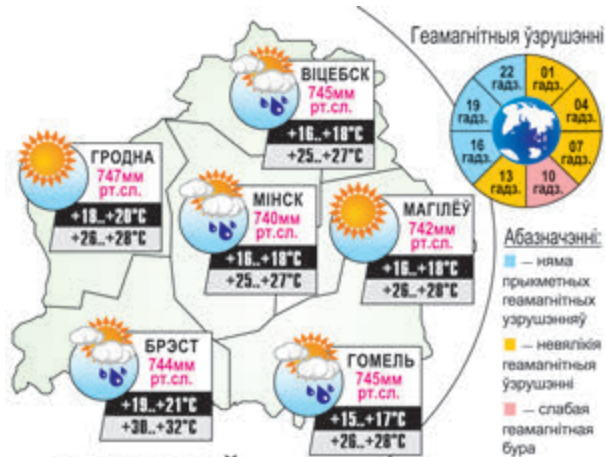 Геамагнітныя ўзрушэнні
22 гадз.
01 гадз.
04 гадз.
07 гадз.
10 гадз.
13 гадз.
16 гадз.
19 гадз.
ВІЦЕБСК
745мм
рт.сл.
+16..+18°C
+25..+27°C
ГРОДНА
747мм
рт.сл.
+18..+20°C
+26..+28°C
МІНСК
740мм
рт.сл.
+16..+18°C
+25..+27°C
МАГІЛЁЎ
742мм
рт.сл.
+16..+18°C
+26..+28°C
БРЭСТ
744мм
рт.сл.
+19..+21°C
+30..+32°C
ГОМЕЛЬ
745мм
рт.сл.
+15..+17°C
+26..+28°C
Абазначэнні:
— няма
прыкметных
геамагнітных
узрушэнняў
— невялікія
геамагнітныя
ўзрушэнні
— слабая
геамагнітная
бура